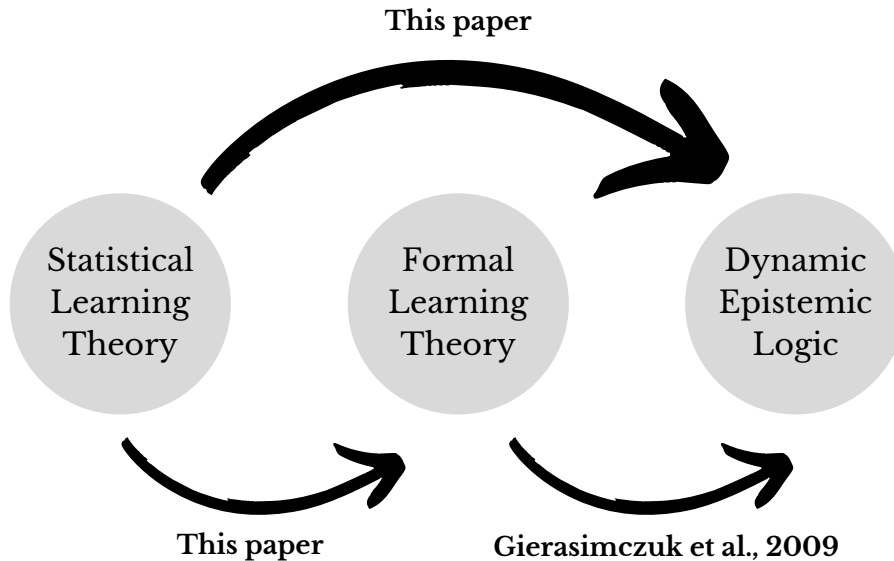 This paper
Statistical
Learning
Theory
Formal
Learning
Theory
Dynamic
Epistemic
Logic
This paper
Gierasimczuk et al., 2009